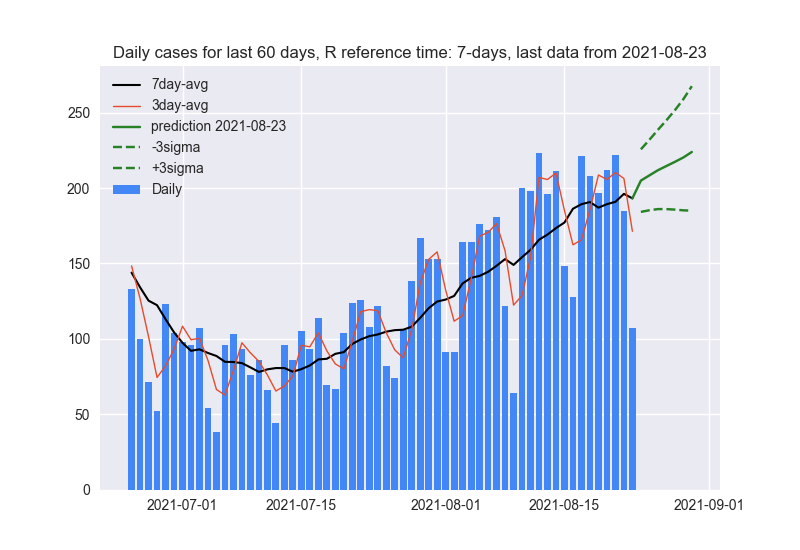 Daily cases for last 60 days, R reference time: 7-days, last data from 2021-08-23
7day-avg
3day-avg
prediction 2021-08-23
-3sigma
+3sigma
Daily
250
200
150
100
50
0
2021-07-01
2021-07-15
2021-08-01
2021-08-15
2021-09-01